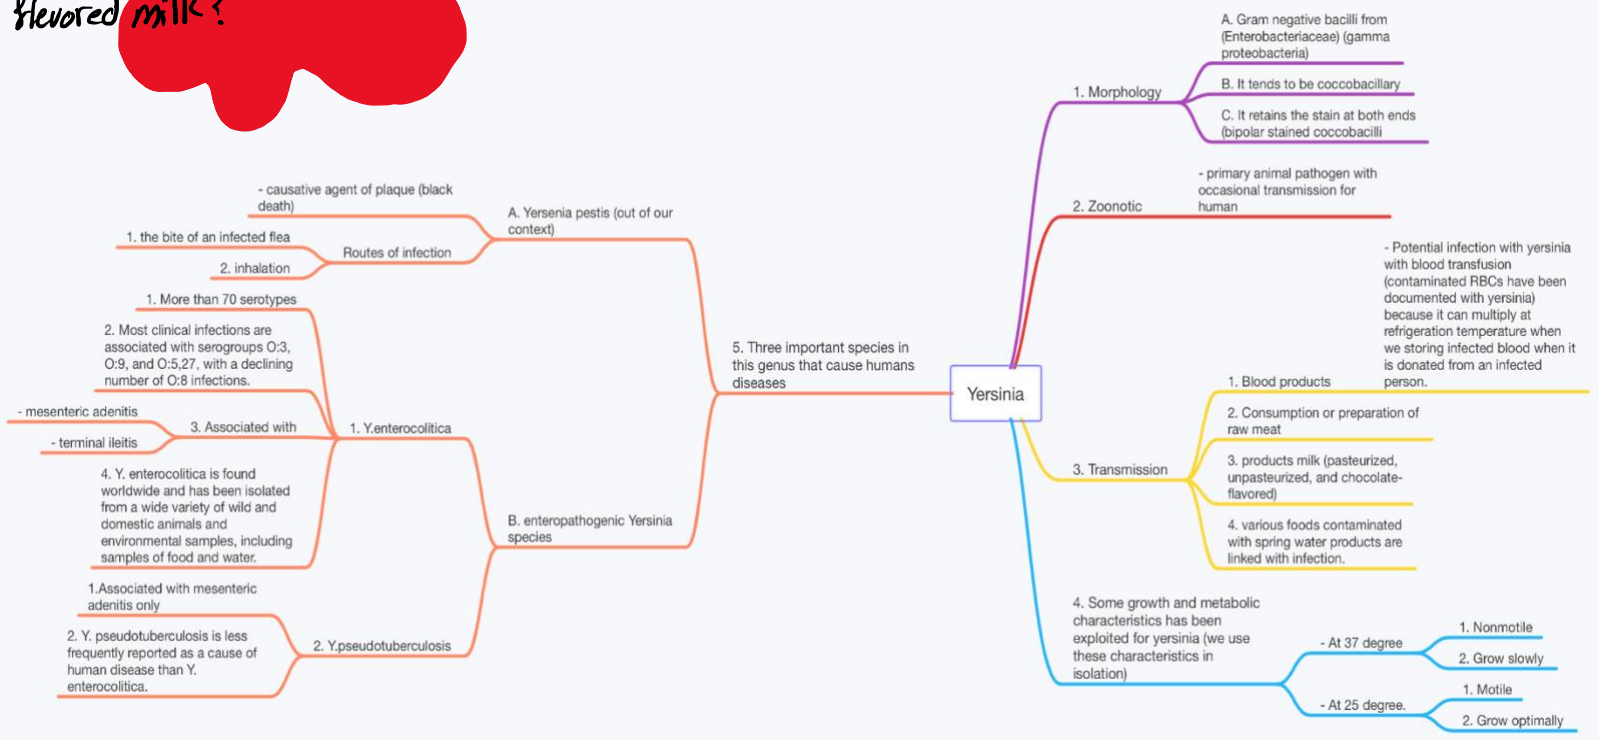 flevored milk?
A. Gram negative bacilli from
(Enterobacteriaceae) (gamma
proteobacteria)
1. Morphology
B. It tends to be coccobacillary
C. It retains the stain at both ends
(bipolar stained coccobacilli
- primary animal pathogen with
occasional transmission for
human
2. Zoonotic
- Potential infection with yersinia
with blood transfusion
(contaminated RBCs have been
documented with yersinia)
because it can multiply at
refrigeration temperature when
we storing infected blood when it
is donated from an infected
person.
1. Blood products
2. Consumption or preparation of
raw meat
3. Transmission
3. products milk (pasteurized,
unpasteurized, and chocolate-
flavored)
4. various foods contaminated
with spring water products are
linked with infection.
4. Some growth and metabolic
characteristics has been
exploited for yersinia (we use
these characteristics in
isolation)
- At 37 degree
1. Nonmotile
2. Grow slowly
- At 25 degree.
1. Motile
2. Grow optimally
Yersinia
5. Three important species in
this genus that cause humans
diseases
A. Yersenia pestis (out of our
context)
- causative agent of plaque (black
death)
Routes of infection
1. the bite of an infected flea
2. inhalation
B. enteropathogenic Yersinia
species
1. Y.enterocolitica
1. More than 70 serotypes
2. Most clinical infections are
associated with serogroups O:3,
O:9, and O:5,27, with a declining
number of O:8 infections.
3. Associated with
- mesenteric adenitis
- terminal ileitis
4. Y. enterocolitica is found
worldwide and has been isolated
from a wide variety of wild and
domestic animals and
environmental samples, including
samples of food and water.
2. Y.pseudotuberculosis
1.Associated with mesenteric
adenitis only
2. Y. pseudotuberculosis is less
frequently reported as a cause of
human disease than Y.
enterocolitica.